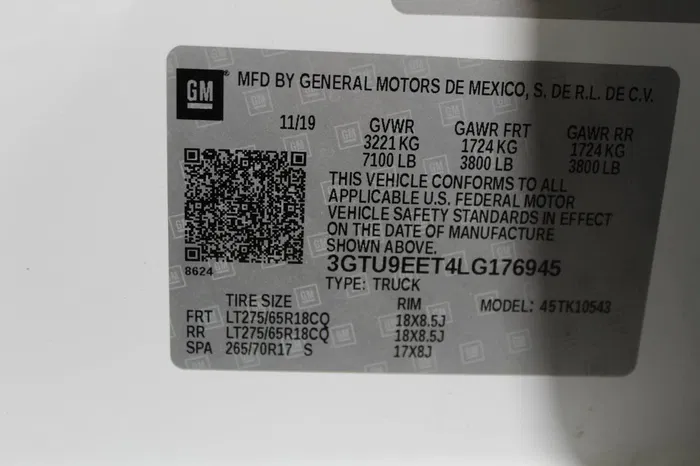 GM
MFD BY GENERAL MOTORS DE MEXICO, S. DE R.L. DE C.V.
11/19 GVWR GAWR FRT GAWR RR
3221 KG 1724 KG 1724 KG
7100 LB 3800 LB 3800 LB
THIS VEHICLE CONFORMS TO ALL
APPLICABLE U.S. FEDERAL MOTOR
VEHICLE SAFETY STANDARDS IN EFFECT
ON THE DATE OF MANUFACTURE
SHOWN ABOVE.
8624
3GTU9EET4LG176945
TYPE: TRUCK
TIRE SIZE RIM MODEL: 45TK10543
FRT LT275/65R18CQ 18X8.5J
RR LT275/65R18CQ 18X8.5J
SPA 265/70R17 S 17X8J